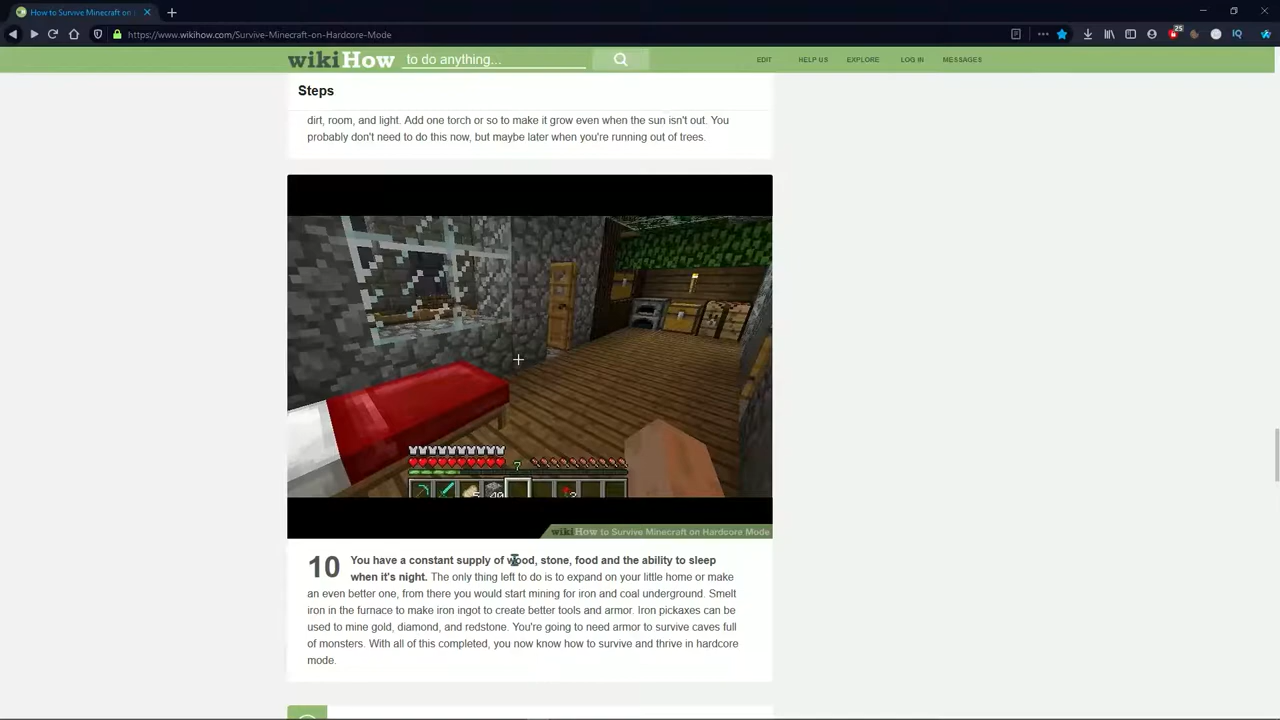 How to Survive Minecraft on
https://www.wikihow.com/Survive-Minecraft-on-Hardcore-Mode
25
wikiHow to do anything...
EDIT HELP US EXPLORE LOG IN MESSAGES
Steps
dirt, room, and light. Add one torch or so to make it grow even when the sun isn't out. You
probably don't need to do this now, but maybe later when you're running out of trees.
7
5 40 3
wikiHow to Survive Minecraft on Hardcore Mode
10 You have a constant supply of wood, stone, food and the ability to sleep
when it's night. The only thing left to do is to expand on your little home or make
an even better one, from there you would start mining for iron and coal underground. Smelt
iron in the furnace to make iron ingot to create better tools and armor. Iron pickaxes can be
used to mine gold, diamond, and redstone. You're going to need armor to survive caves full
of monsters. With all of this completed, you now know how to survive and thrive in hardcore
mode.